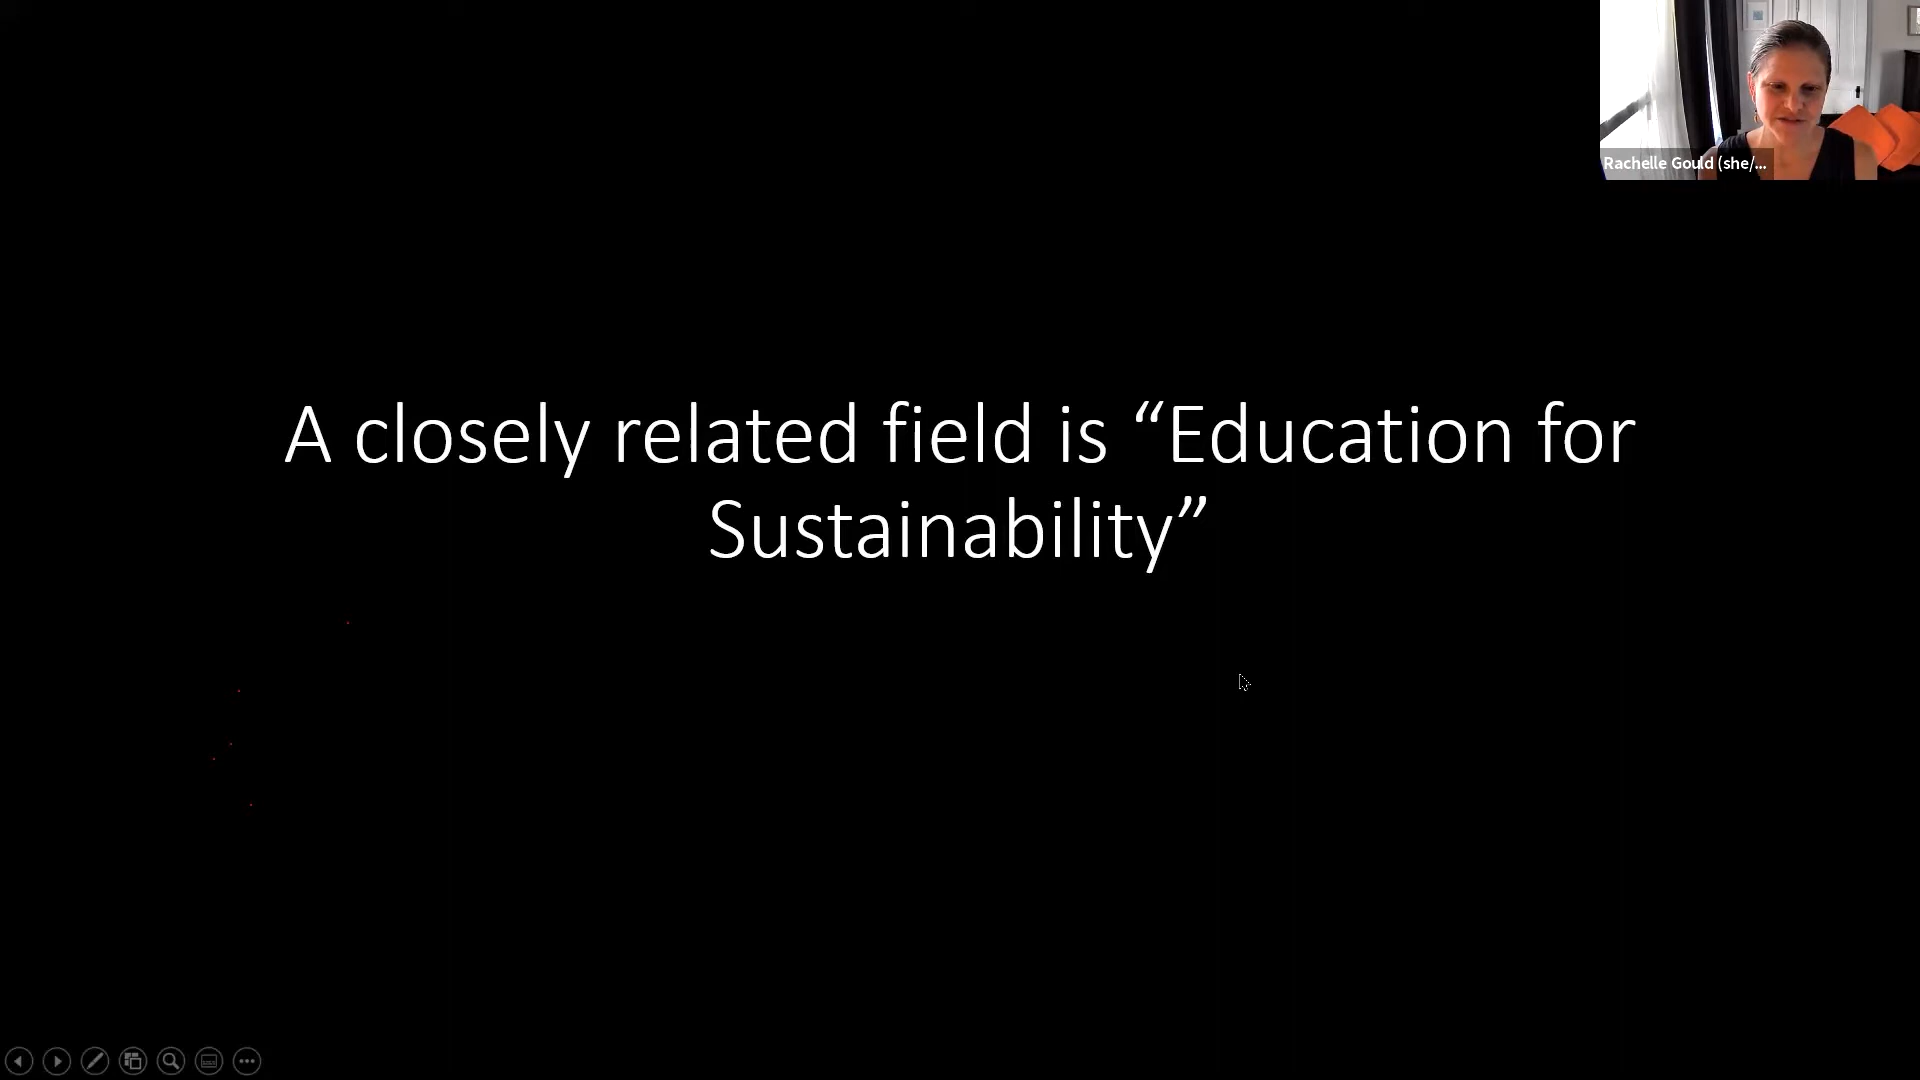 Rachelle Gould (she/...
A closely related field is “Education for
Sustainability”